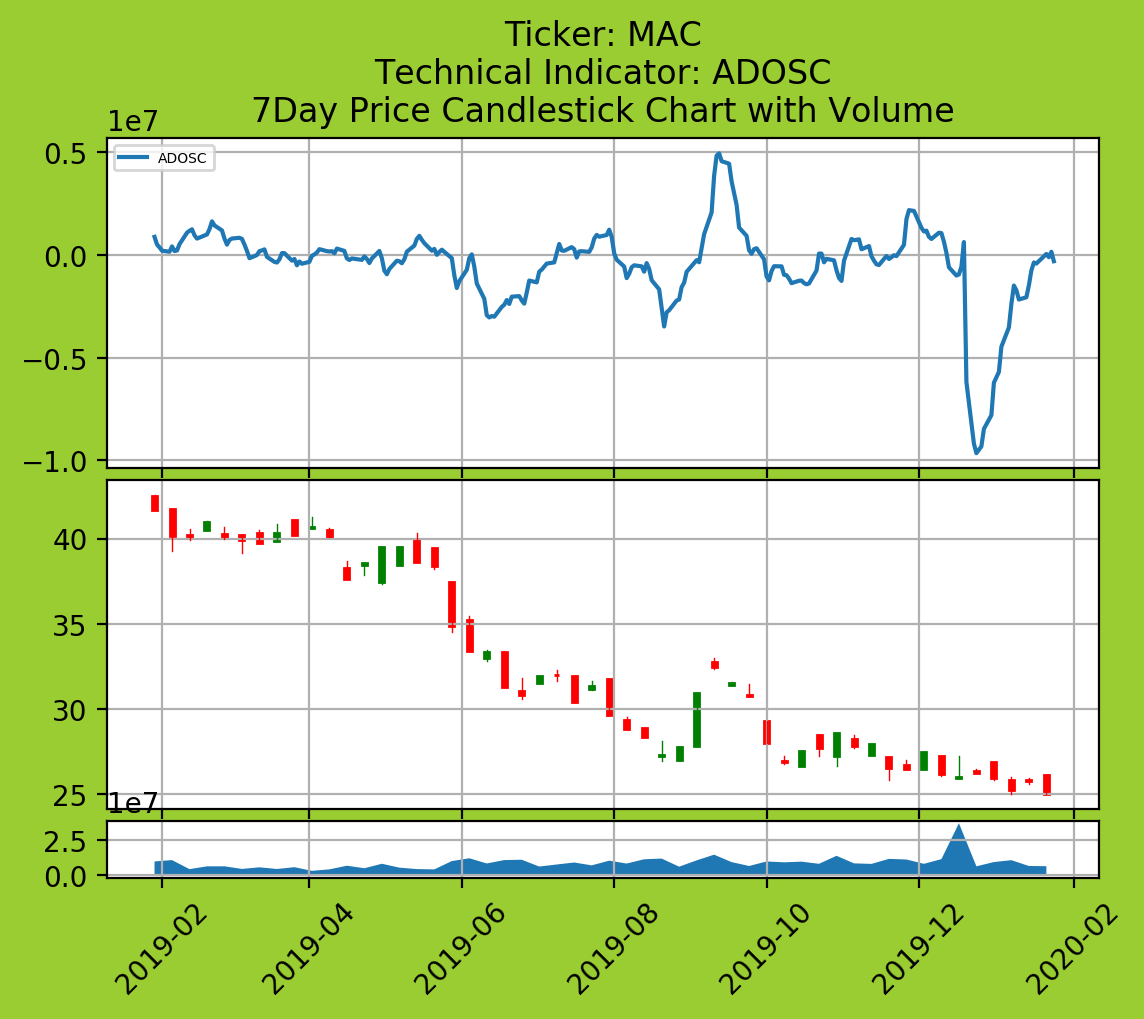 Ticker: MAC
Technical Indicator: ADOSC
7Day Price Candlestick Chart with Volume
1e7
ADOSC
0.5
0.0
−0.5
−1.0
40
35
30
25
1e7
2.5
0.0
2019-02
2019-04
2019-06
2019-08
2019-10
2019-12
2020-02